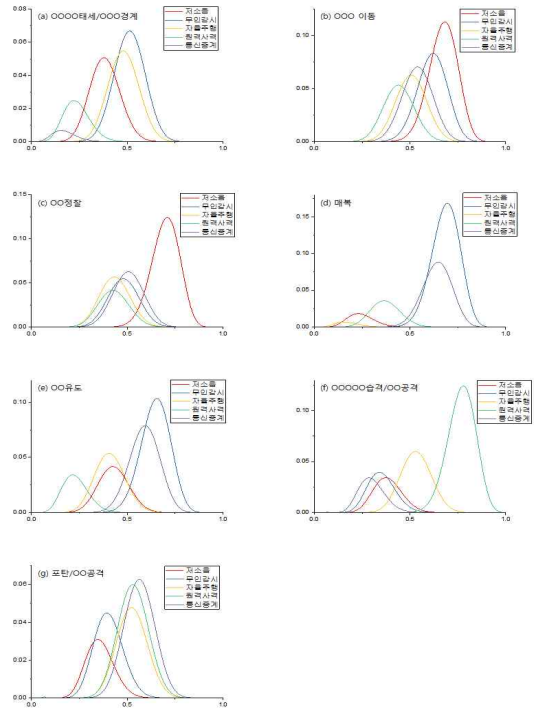 (a) OOOO태세/OOO경계
저소음
무인감시
자율주행
원격사격
통신중계
0.08
0.06
0.04
0.02
0.00
0.0 0.5 1.0
(b) OOO 이동
저소음
무인감시
자율주행
원격사격
통신중계
0.10
0.05
0.00
0.0 0.5 1.0
(c) OO정찰
저소음
무인감시
자율주행
원격사격
통신중계
0.15
0.10
0.05
0.00
0.0 0.5 1.0
(d) 매복
저소음
무인감시
자율주행
원격사격
통신중계
0.15
0.10
0.05
0.00
0.0 0.5 1.0
(e) OO유도
저소음
무인감시
자율주행
원격사격
통신중계
0.10
0.05
0.00
0.0 0.5 1.0
(f) OOOOO습격/OO공격
저소음
무인감시
자율주행
원격사격
통신중계
0.10
0.05
0.00
0.0 0.5 1.0
(g) 포탄/OO공격
저소음
무인감시
자율주행
원격사격
통신중계
0.06
0.04
0.02
0.00
0.0 0.5 1.0